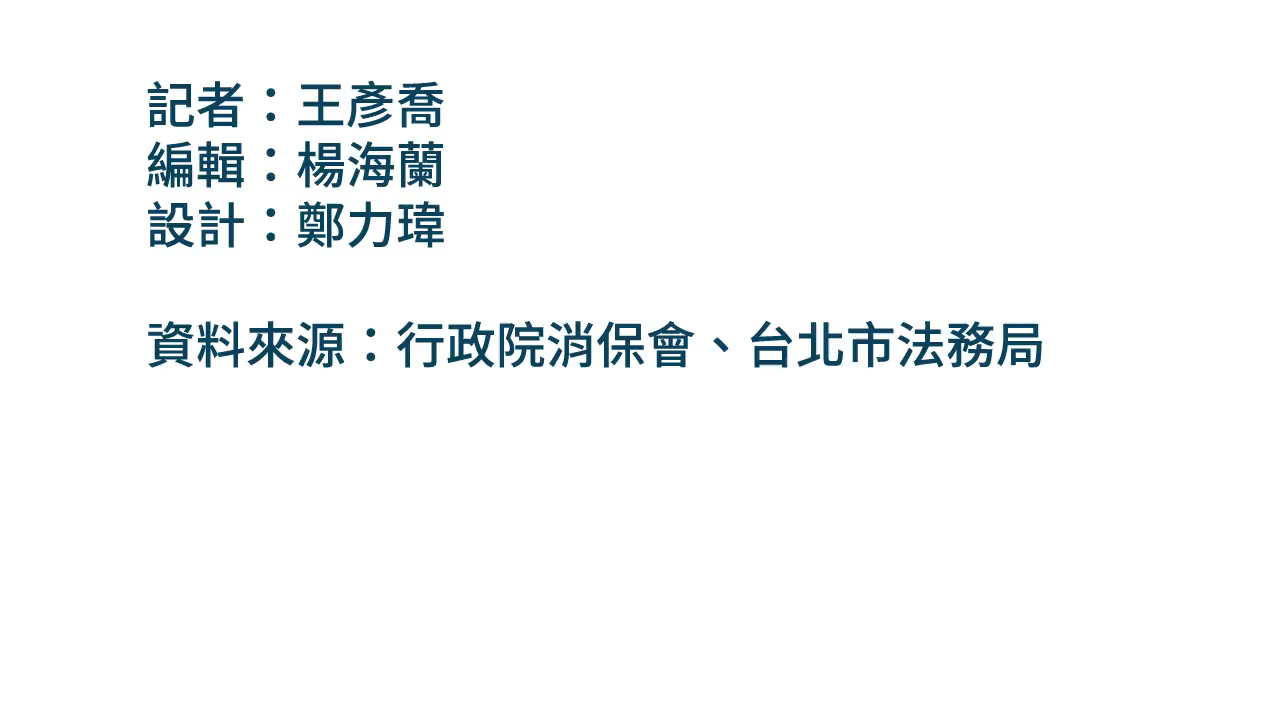 記者：王彥喬
編輯：楊海蘭
設計：鄭力瑋
資料來源：行政院消保會、台北市法務局